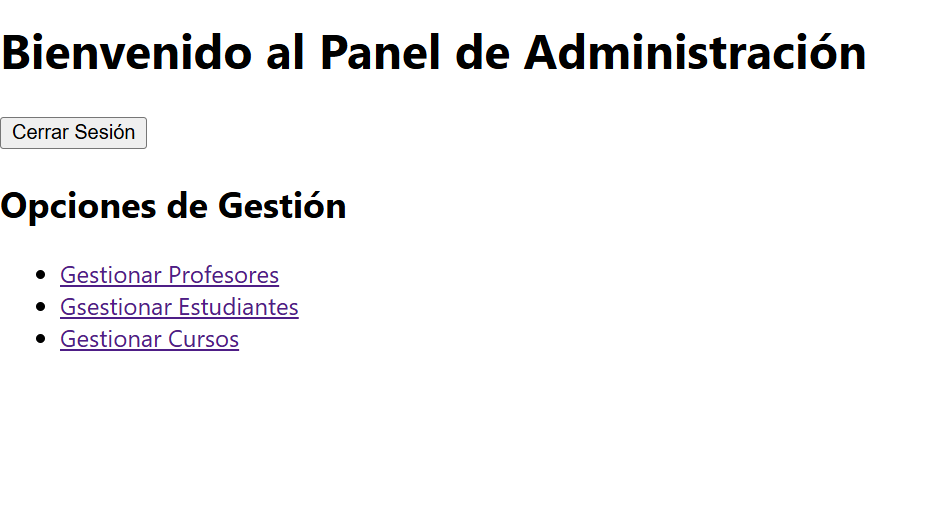 Bienvenido al Panel de Administración
Cerrar Sesión
Opciones de Gestión
Gestionar Profesores
Gsestionar Estudiantes
Gestionar Cursos